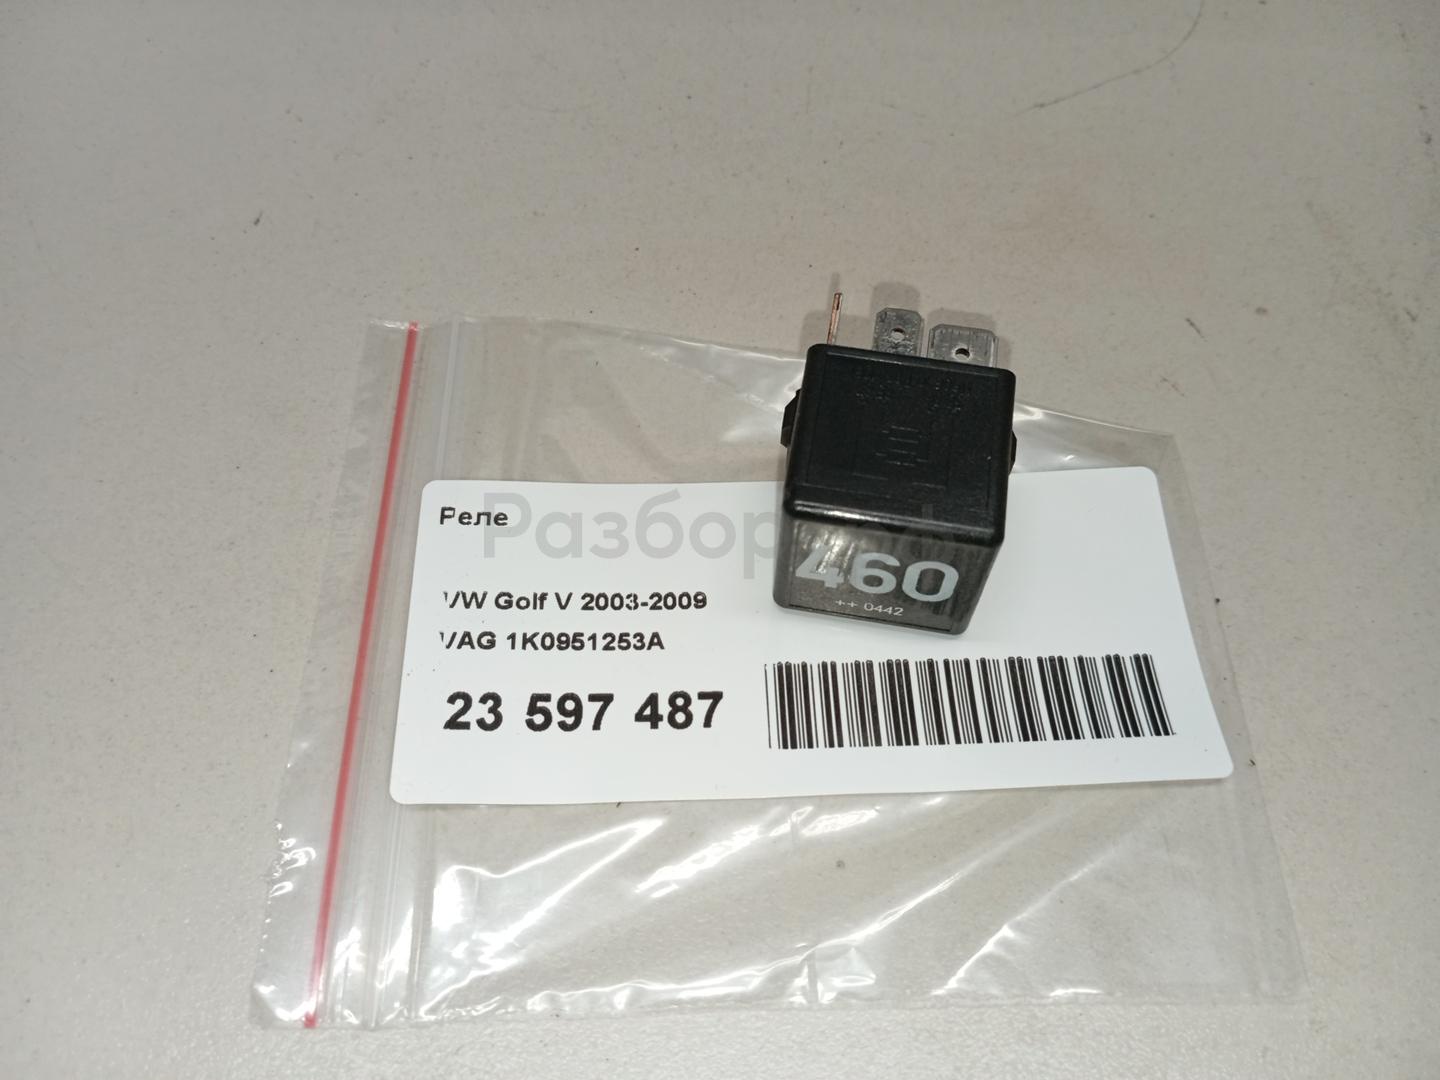 Реле
Разбор
VW Golf V 2003-2009
VAG 1K0951253A
23 597 487
460
++ 0442